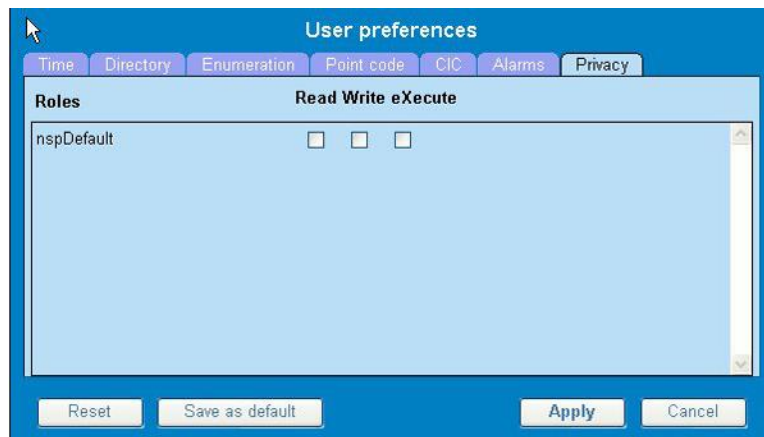 User preferences
Time Directory Enumeration Point code CIC Alarms Privacy
Roles Read Write eXecute
nspDefault
Reset Save as default Apply Cancel